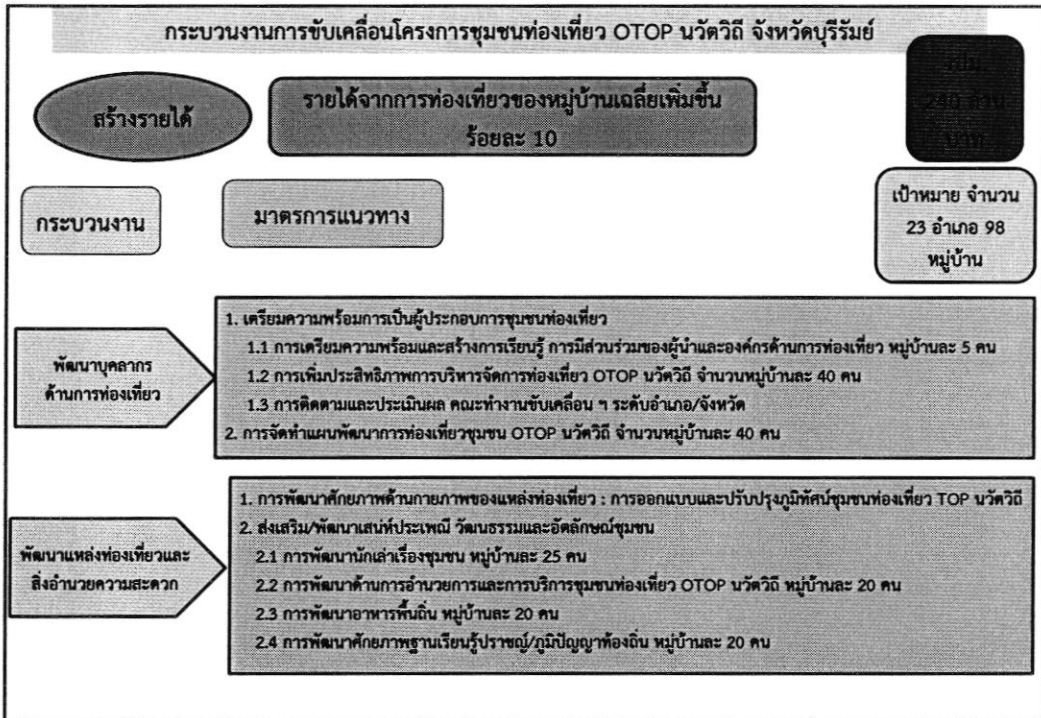 กระบวนงานการขับเคลื่อนโครงการชุมชนท่องเที่ยว OTOP นวัตวิถี จังหวัดบุรีรัมย์
สร้างรายได้
รายได้จากการท่องเที่ยวของหมู่บ้านเฉลี่ยเพิ่มขึ้น
ร้อยละ 10
240 ล้าน
บาท
กระบวนงาน
มาตรการแนวทาง
เป้าหมาย จำนวน
23 อำเภอ 98
หมู่บ้าน
พัฒนาบุคลากร
ด้านการท่องเที่ยว
1. เตรียมความพร้อมการเป็นผู้ประกอบการชุมชนท่องเที่ยว
1.1 การเตรียมความพร้อมและสร้างการเรียนรู้ การมีส่วนร่วมของผู้นำและองค์กรด้านการท่องเที่ยว หมู่บ้านละ 5 คน
1.2 การเพิ่มประสิทธิภาพการบริหารจัดการท่องเที่ยว OTOP นวัตวิถี จำนวนหมู่บ้านละ 40 คน
1.3 การติดตามและประเมินผล คณะทำงานขับเคลื่อน ฯ ระดับอำเภอ/จังหวัด
2. การจัดทำแผนพัฒนาการท่องเที่ยวชุมชน OTOP นวัตวิถี จำนวนหมู่บ้านละ 40 คน
พัฒนาแหล่งท่องเที่ยวและ
สิ่งอำนวยความสะดวก
1. การพัฒนาศักยภาพด้านกายภาพของแหล่งท่องเที่ยว : การออกแบบและปรับปรุงภูมิทัศน์ชุมชนท่องเที่ยว TOP นวัตวิถี
2. ส่งเสริม/พัฒนาเสน่ห์ประเพณี วัฒนธรรมและอัตลักษณ์ชุมชน
2.1 การพัฒนานักเล่าเรื่องชุมชน หมู่บ้านละ 25 คน
2.2 การพัฒนาด้านการอำนวยการและการบริการชุมชนท่องเที่ยว OTOP นวัตวิถี หมู่บ้านละ 20 คน
2.3 การพัฒนาอาหารพื้นถิ่น หมู่บ้านละ 20 คน
2.4 การพัฒนาศักยภาพฐานเรียนรู้ปราชญ์/ภูมิปัญญาท้องถิ่น หมู่บ้านละ 20 คน